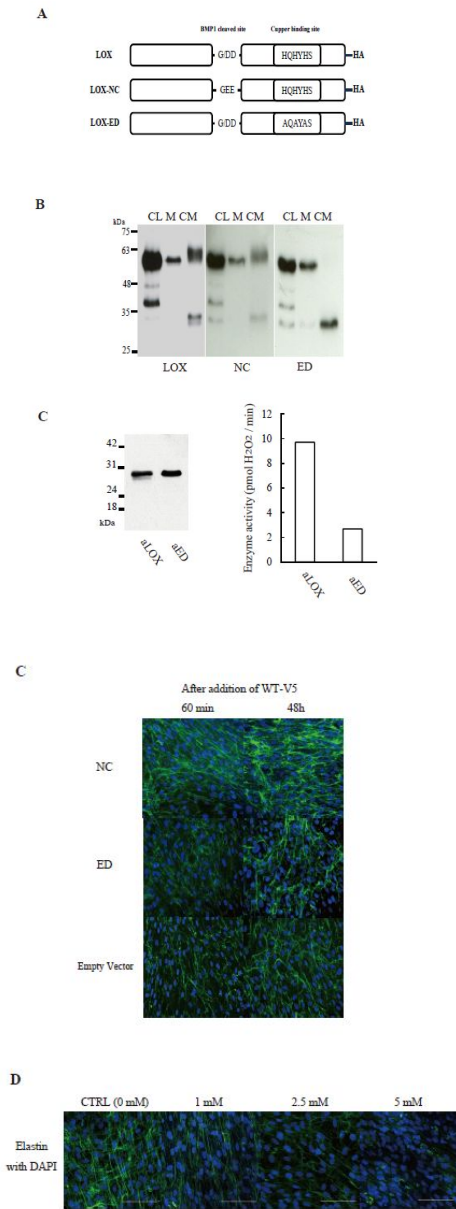 A
BMP1 cleaved site Cupper binding site
LOX G/DD HQHYHS HA
LOX-NC GEE HQHYHS HA
LOX-ED G/DD AQAYAS HA
B
kDa CL M CM CL M CM CL M CM
75
63
48
35
25
LOX NC ED
C
42
31
24
18
kDa
aLOX aED
Enzyme activity (pmol H2O2 / min)
12
10
8
6
4
2
0
aLOX aED
C
After addition of WT-V5
60 min 48h
NC
ED
Empty Vector
D
CTRL (0 mM) 1 mM 2.5 mM 5 mM
Elastin
with DAPI